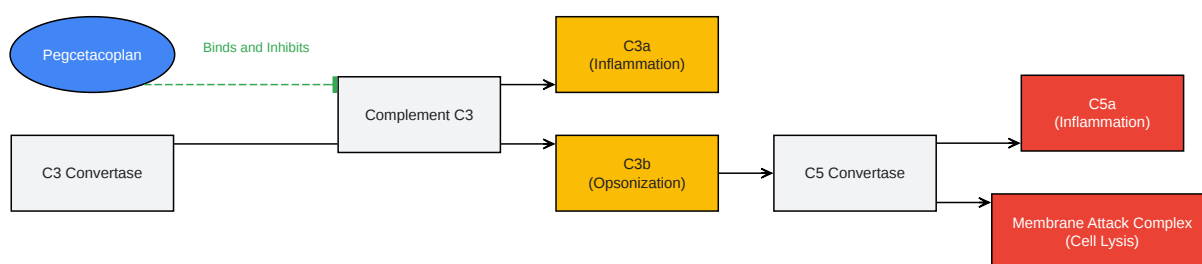 Pegcetacoplan
Binds and Inhibits
C3a
(Inflammation)
Complement C3
C5a
(Inflammation)
C3 Convertase
C3b
(Opsonization)
C5 Convertase
Membrane Attack Complex
(Cell Lysis)